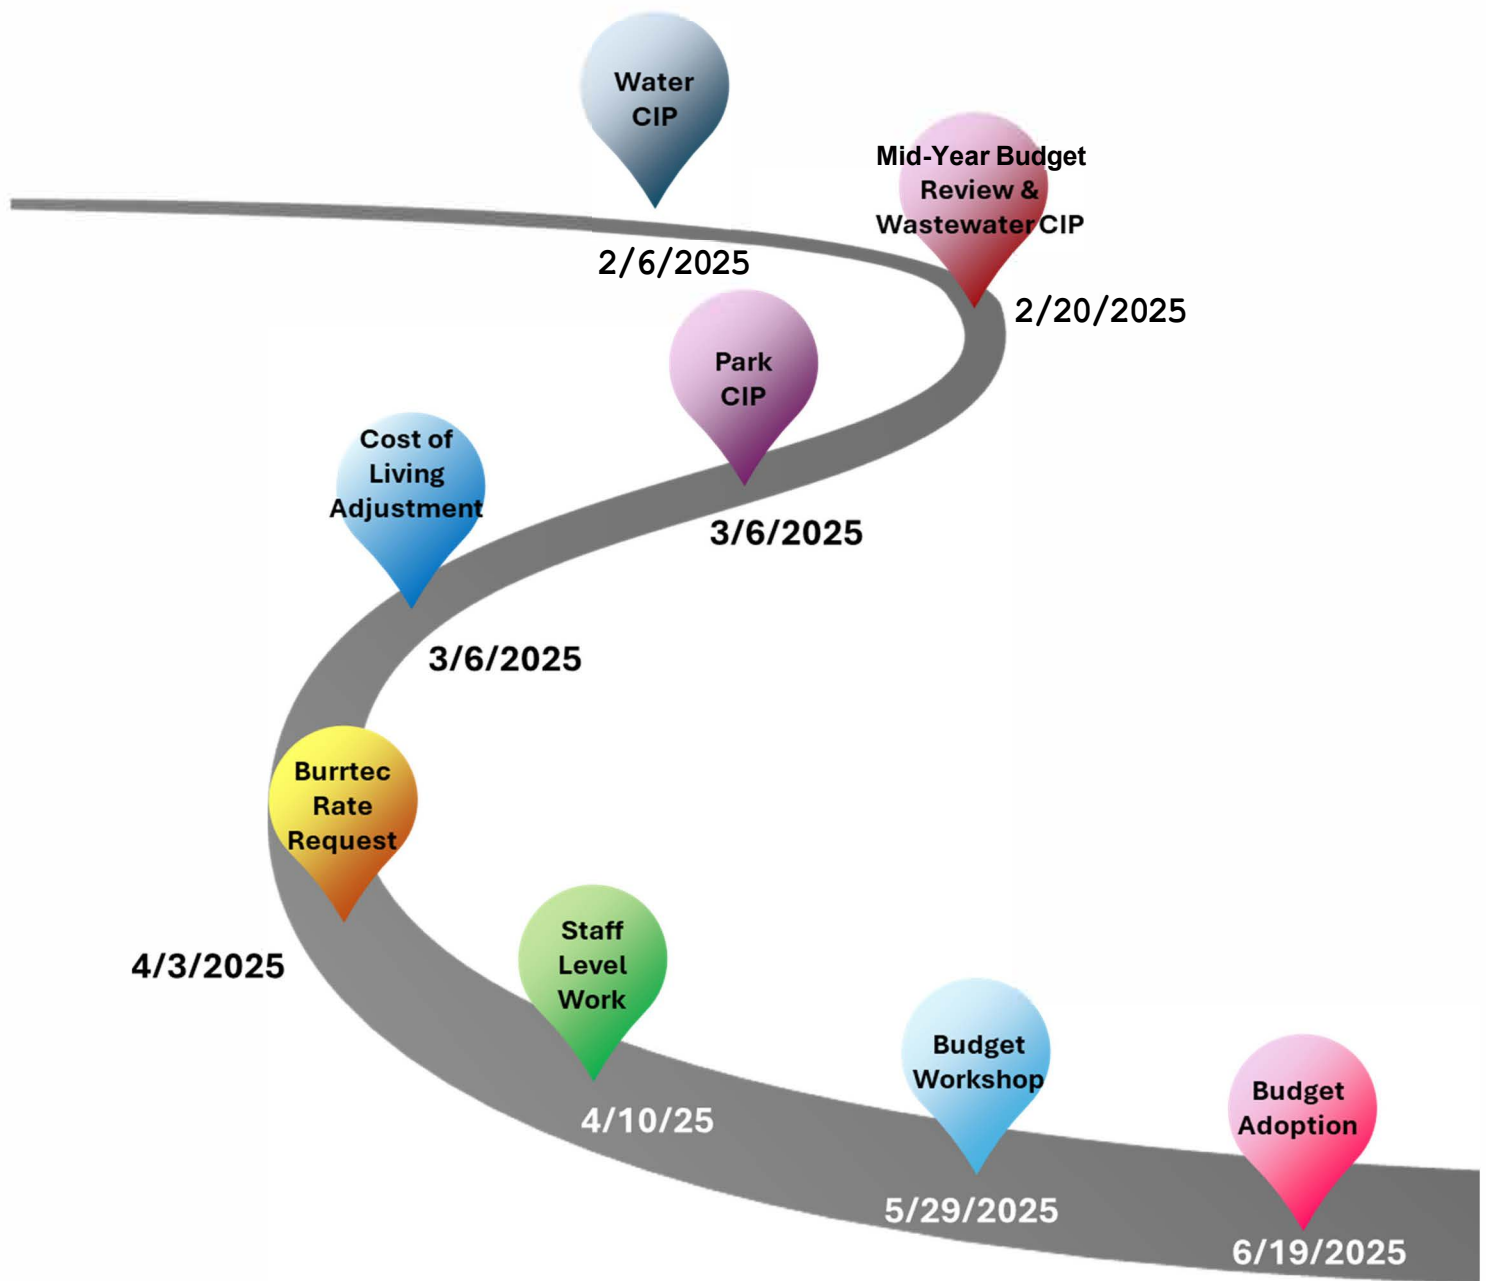 Water
CIP
2/6/2025
Mid-Year Budget
Review &
Wastewater CIP
2/20/2025
Park
CIP
3/6/2025
Cost of
Living
Adjustment
3/6/2025
Burrtec
Rate
Request
4/3/2025
Staff
Level
Work
4/10/25
Budget
Workshop
5/29/2025
Budget
Adoption
6/19/2025